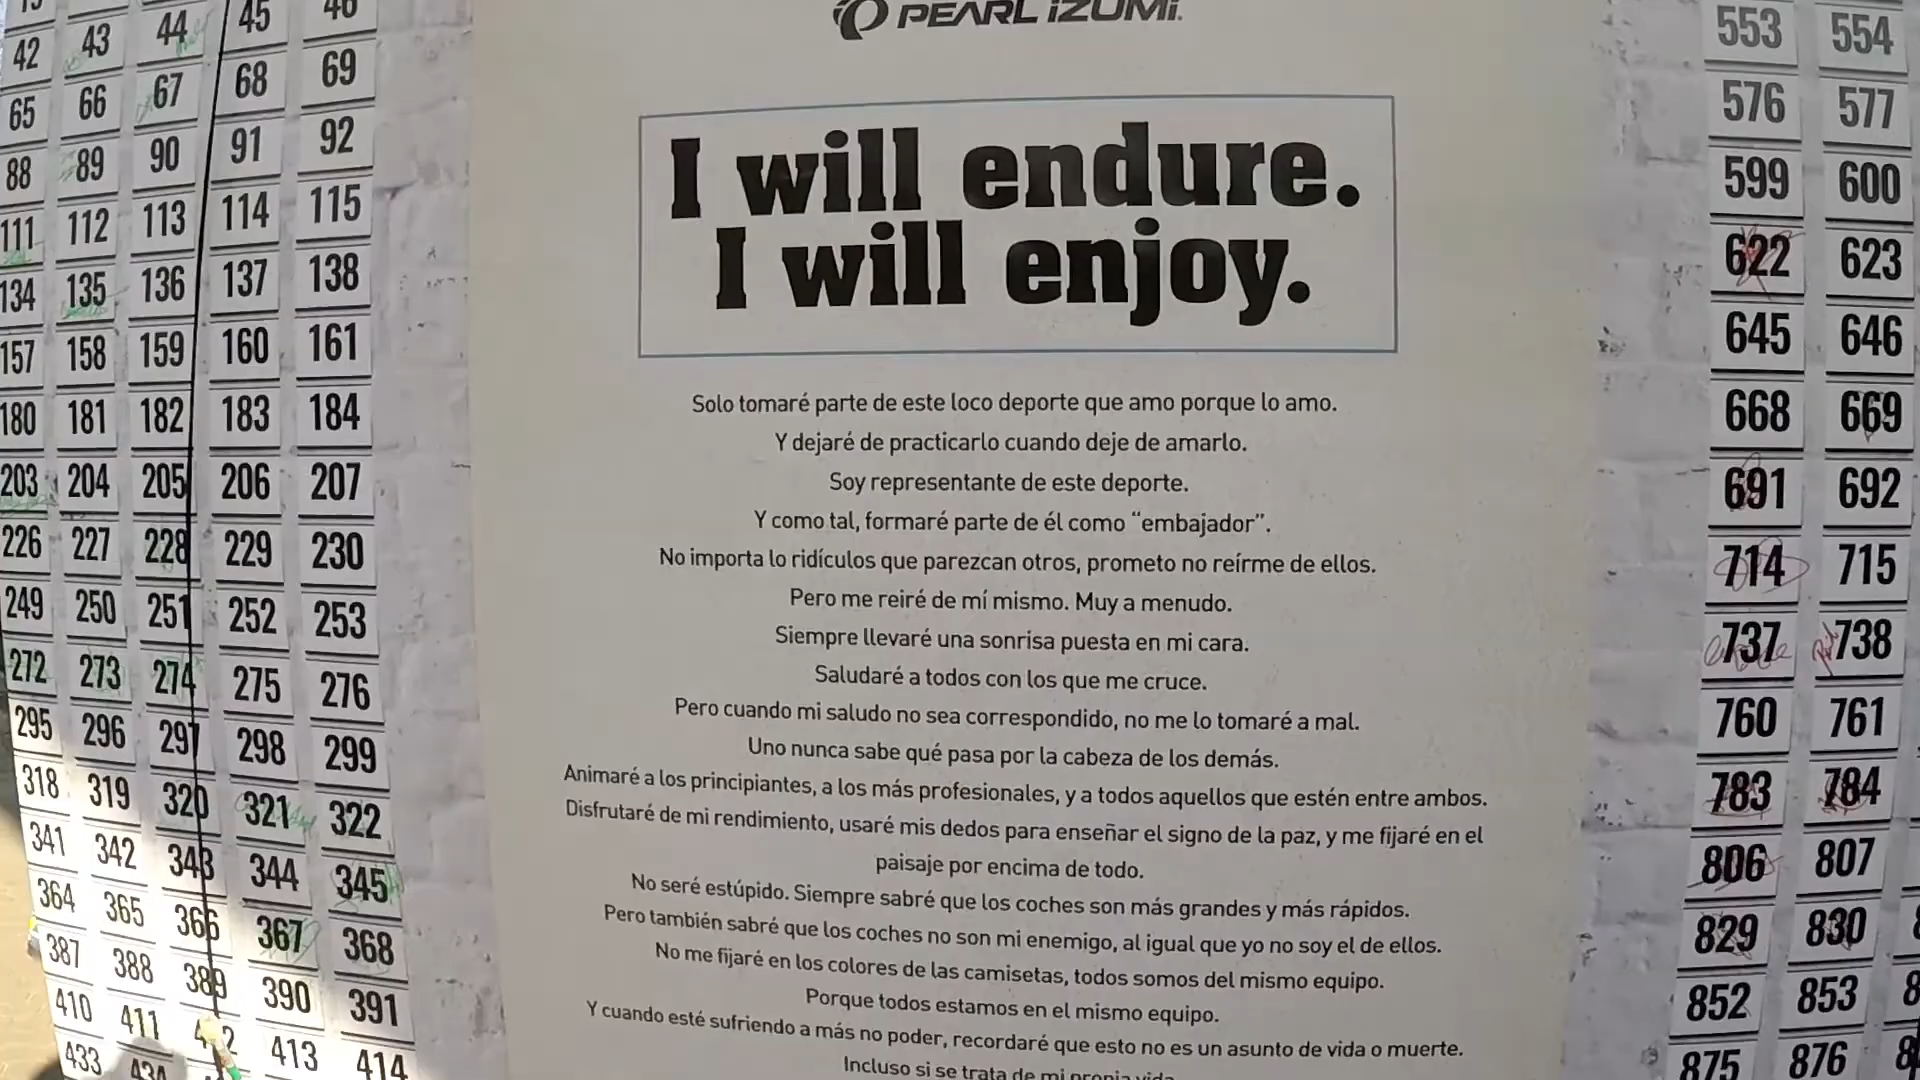 PEARL iZUMi.
I will endure.
I will enjoy.
Solo tomaré parte de este loco deporte que amo porque lo amo.
Y dejaré de practicarlo cuando deje de amarlo.
Soy representante de este deporte.
Y como tal, formaré parte de él como “embajador”.
No importa lo ridículos que parezcan otros, prometo no reírme de ellos.
Pero me reiré de mí mismo. Muy a menudo.
Siempre llevaré una sonrisa puesta en mi cara.
Saludaré a todos con los que me cruce.
Pero cuando mi saludo no sea correspondido, no me lo tomaré a mal.
Uno nunca sabe qué pasa por la cabeza de los demás.
Animaré a los principiantes, a los más profesionales, y a todos aquellos que estén entre ambos.
Disfrutaré de mi rendimiento, usaré mis dedos para enseñar el signo de la paz, y me fijaré en el
paisaje por encima de todo.
No seré estúpido. Siempre sabré que los coches son más grandes y más rápidos.
Pero también sabré que los coches no son mi enemigo, al igual que yo no soy el de ellos.
No me fijaré en los colores de las camisetas, todos somos del mismo equipo.
Porque todos estamos en el mismo equipo.
Y cuando esté sufriendo a más no poder, recordaré que esto no es un asunto de vida o muerte.
Incluso si se trata de mi propia vida.
45 46
42 43 44 68 69
65 66 67 91 92
88 89 90 114 115
111 112 113 137 138
134 135 136 160 161
157 158 159 183 184
180 181 182 206 207
203 204 205 229 230
226 227 228 252 253
249 250 251 275 276
272 273 274 298 299
295 296 297 321 322
318 319 320 344 345
341 342 343 367 368
364 365 366 390 391
387 388 389 413 414
410 411
433 434
553 554
576 577
599 600
622 623
645 646
668 669
691 692
714 715
737 738
760 761
783 784
806 807
829 830
852 853
875 876